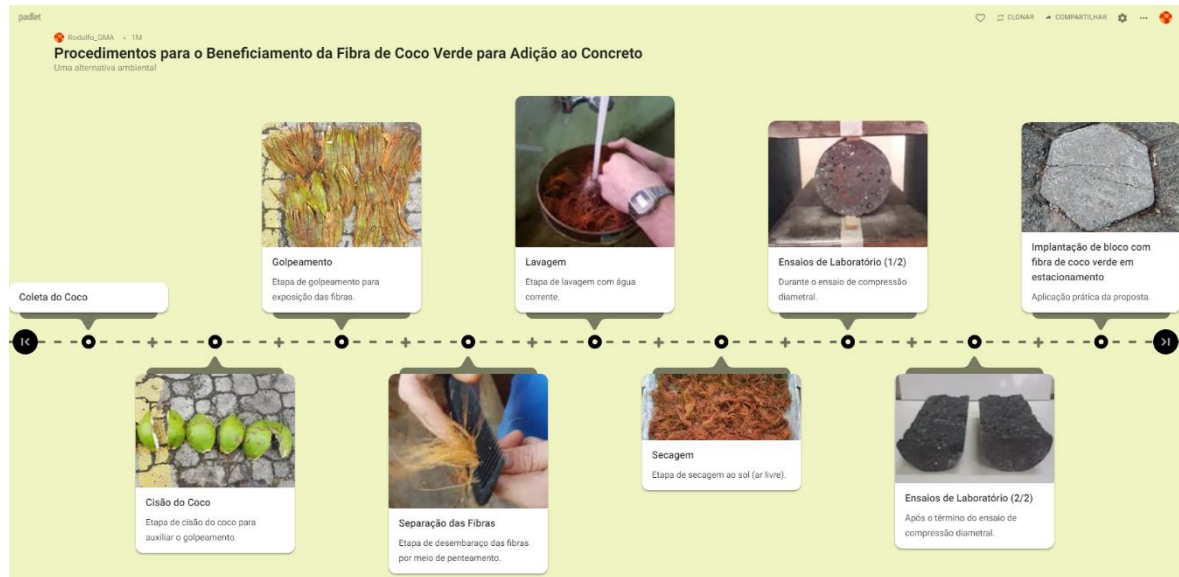 padlet
CLONAR
COMPARTILHAR
Rodolfo_GMA • 1M
Procedimentos para o Beneficiamento da Fibra de Coco Verde para Adição ao Concreto
Uma alternativa ambiental
Coleta do Coco
Cisão do Coco
Etapa de cisão do coco para
auxiliar o golpeamento.
Golpeamento
Etapa de golpeamento para
exposição das fibras.
Separação das Fibras
Etapa de desembaraço das fibras
por meio de penteamento.
Lavagem
Etapa de lavagem com água
corrente.
Secagem
Etapa de secagem ao sol (ar livre).
Ensaios de Laboratório (1/2)
Durante o ensaio de compressão
diametral.
Ensaios de Laboratório (2/2)
Após o término do ensaio de
compressão diametral.
Implantação de bloco com
fibra de coco verde em
estacionamento
Aplicação prática da proposta.